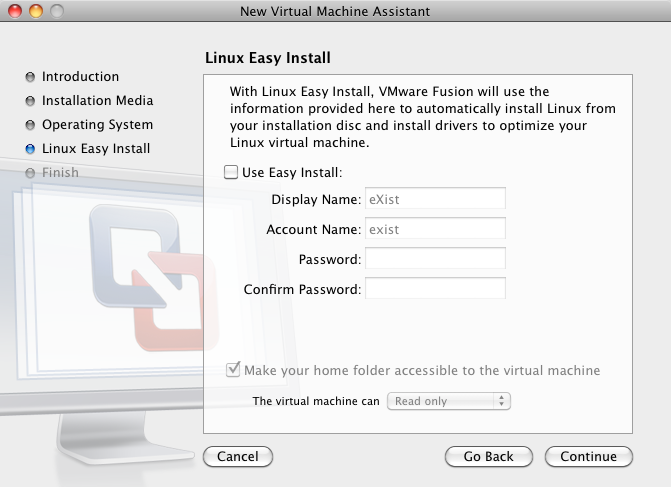 New Virtual Machine Assistant
Linux Easy Install
Introduction
Installation Media
Operating System
Linux Easy Install
Finish
With Linux Easy Install, VMware Fusion will use the
information provided here to automatically install Linux from
your installation disc and install drivers to optimize your
Linux virtual machine.
Use Easy Install:
Display Name: eXist
Account Name: exist
Password:
Confirm Password:
Make your home folder accessible to the virtual machine
The virtual machine can Read only
Cancel Go Back Continue